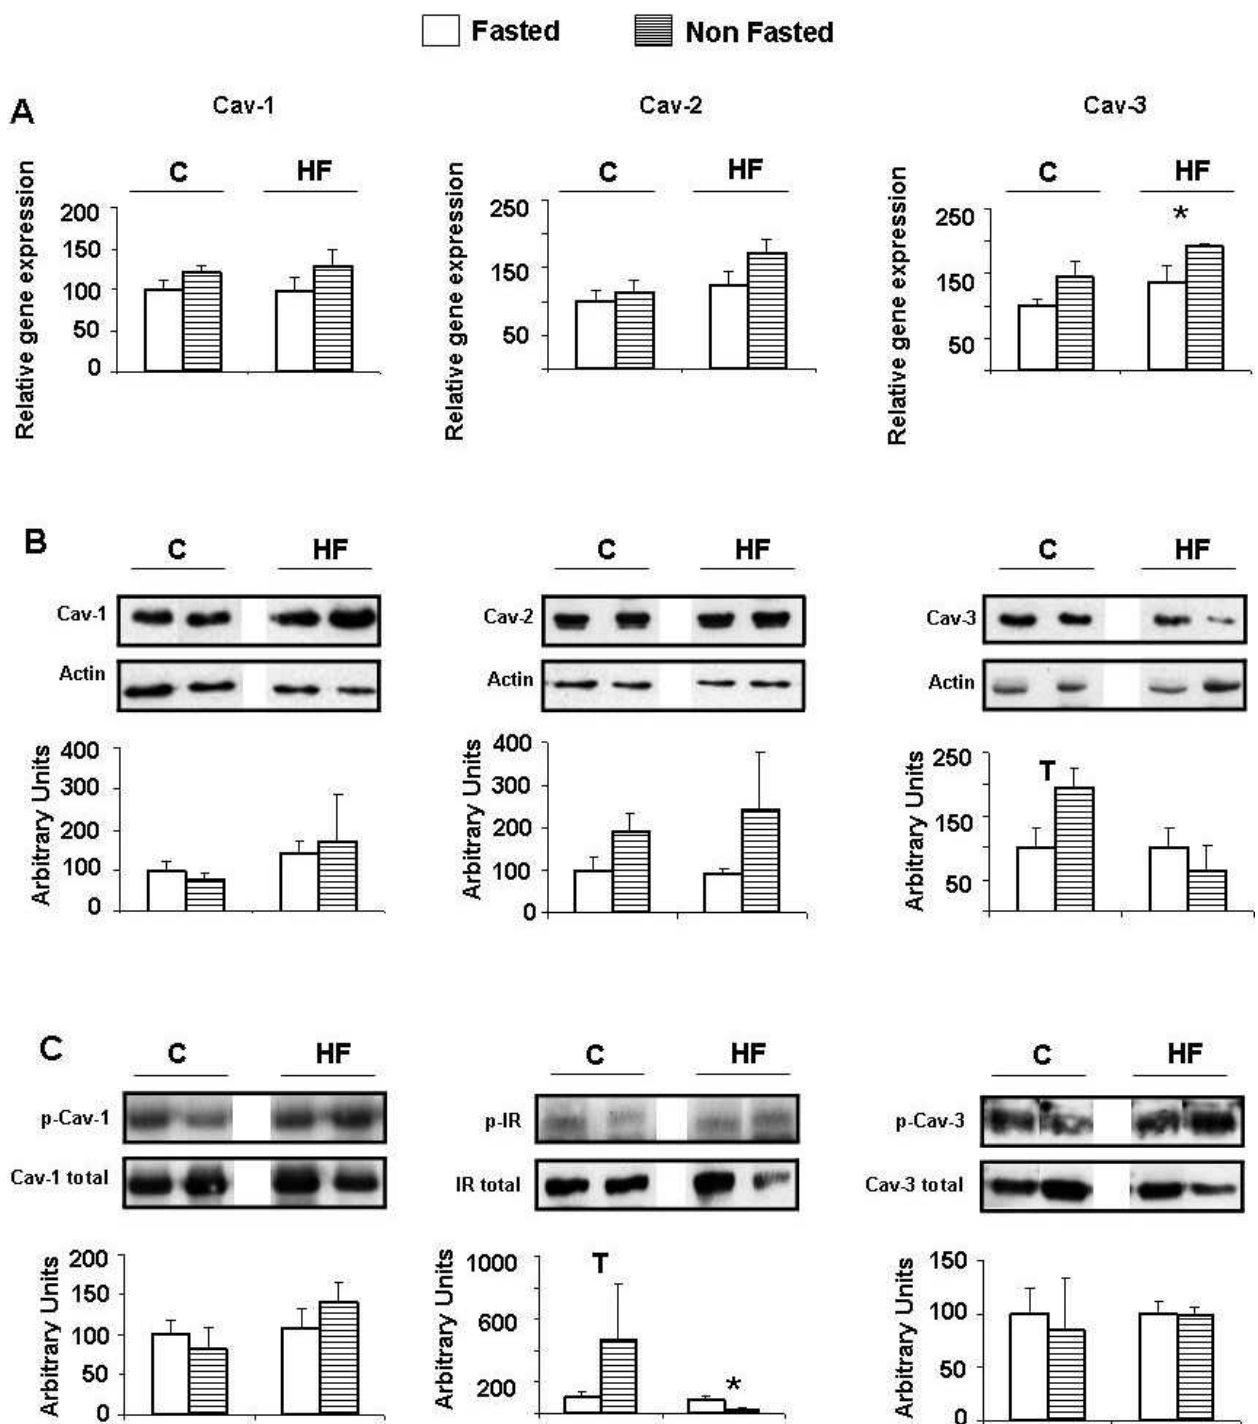 Fasted Non Fasted
A Cav-1 Cav-2 Cav-3
C HF C HF C HF
*
Relative gene expression
200
150
100
50
0
Relative gene expression
250
150
50
Relative gene expression
250
150
50
B
C HF C HF C HF
Cav-1 Cav-2 Cav-3
Actin Actin Actin
Arbitrary Units
400
300
200
100
0
Arbitrary Units
400
300
200
100
0
Arbitrary Units
250
150
50
T
C
C HF C HF C HF
p-Cav-1 p-IR p-Cav-3
Cav-1 total IR total Cav-3 total
Arbitrary Units
200
150
100
50
0
Arbitrary Units
1000
600
200
T
*
Arbitrary Units
150
100
50
0